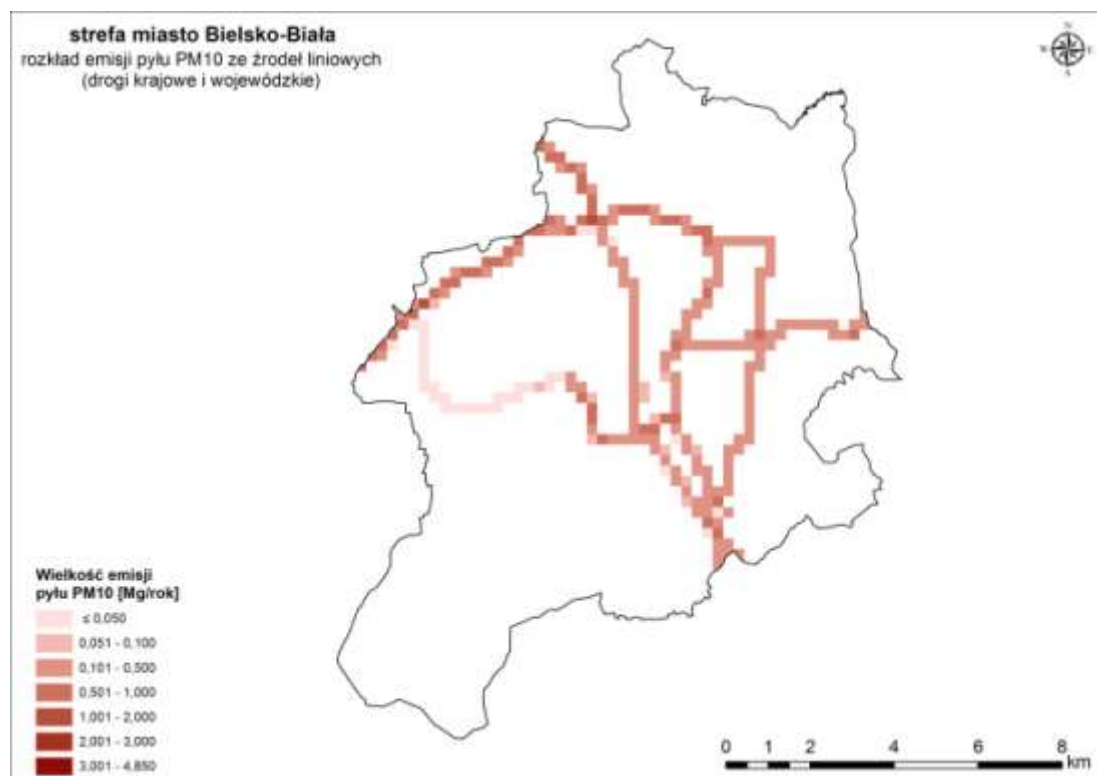 strefa miasto Bielsko-Biała
rozkład emisji pyłu PM10 ze źrodeł liniowych
(drogi krajowe i wojewódzkie)
N
W E
Wielkość emisji
pyłu PM10 [Mg/rok]
≤ 0,050
0,051 - 0,100
0,101 - 0,500
0,501 - 1,000
1,001 - 2,000
2,001 - 3,000
3,001 - 4,850
0 1 2 4 6 8
km